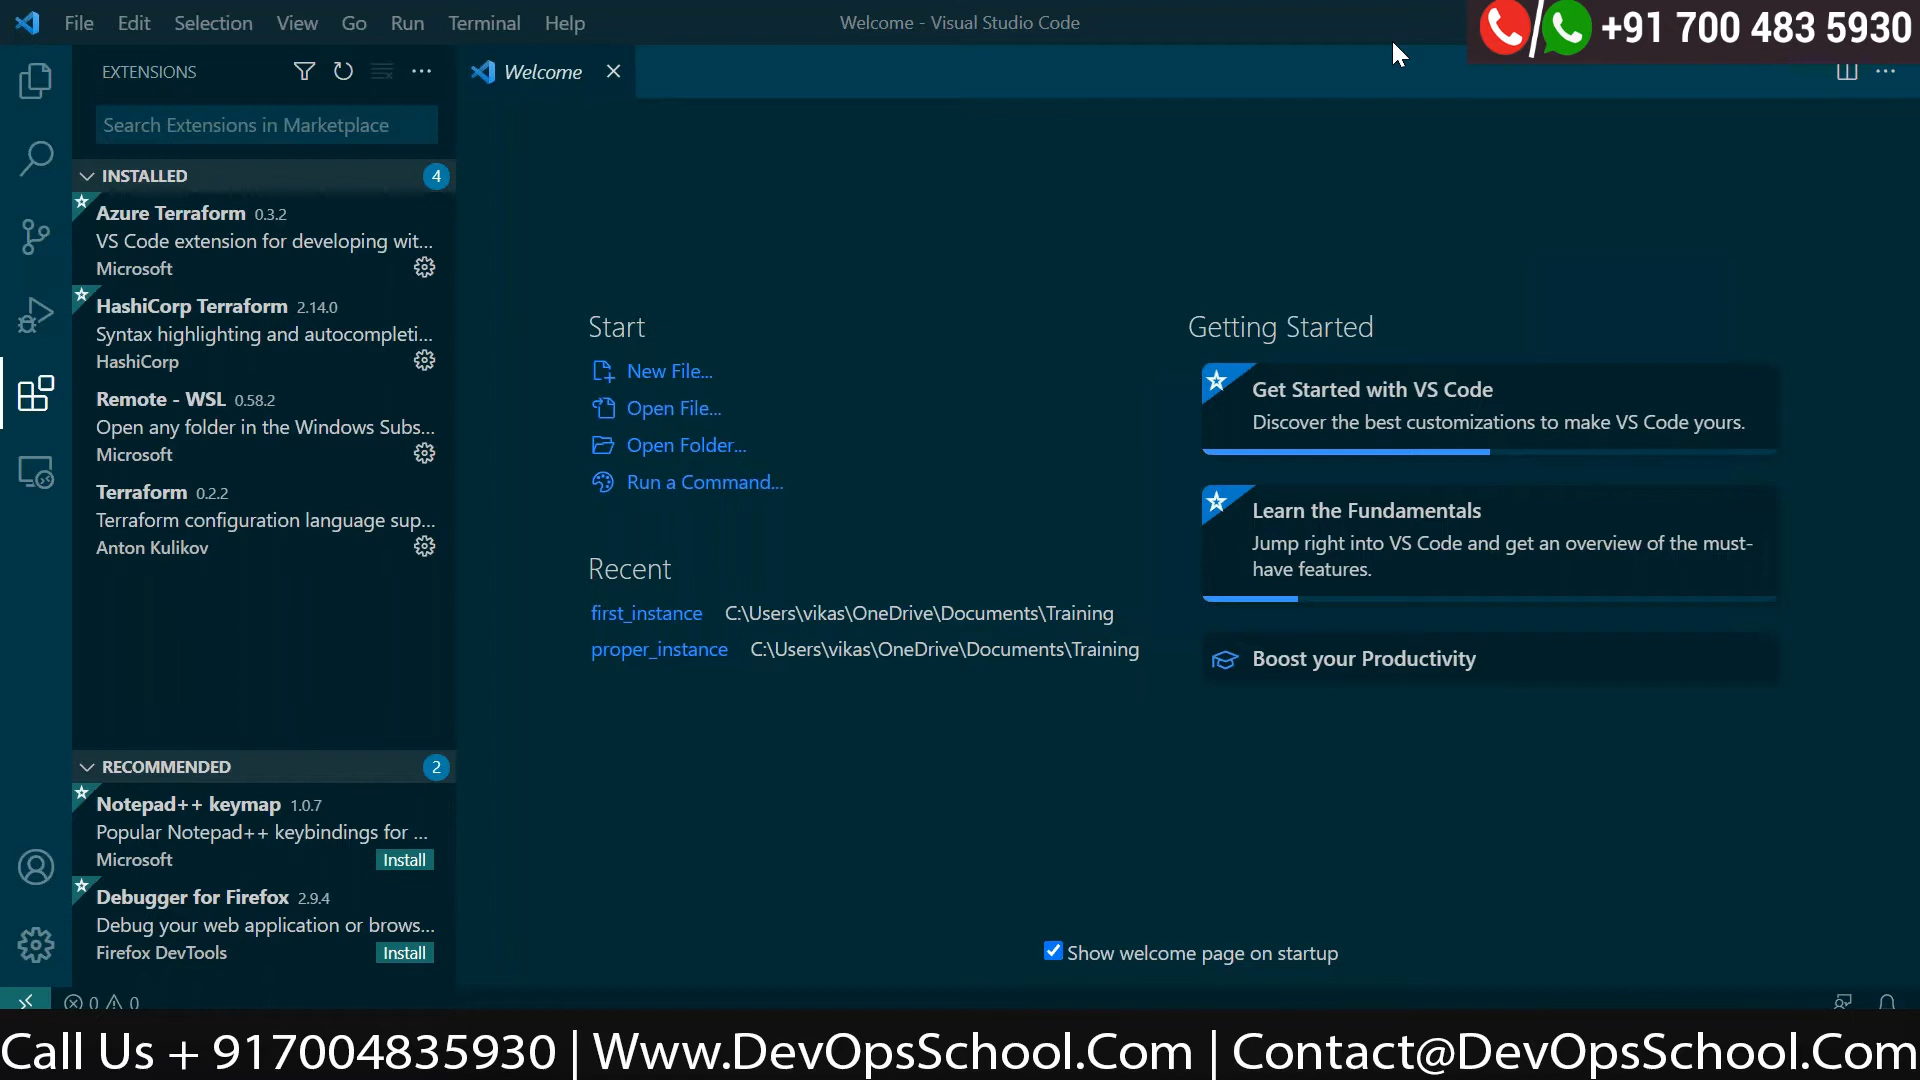 File Edit Selection View Go Run Terminal Help
Welcome - Visual Studio Code
+91 700 483 5930
EXTENSIONS
Welcome
Search Extensions in Marketplace
INSTALLED 4
Azure Terraform 0.3.2
VS Code extension for developing wit...
Microsoft
HashiCorp Terraform 2.14.0
Syntax highlighting and autocompleti...
HashiCorp
Remote - WSL 0.58.2
Open any folder in the Windows Subs...
Microsoft
Terraform 0.2.2
Terraform configuration language sup...
Anton Kulikov
RECOMMENDED 2
Notepad++ keymap 1.0.7
Popular Notepad++ keybindings for ...
Microsoft Install
Debugger for Firefox 2.9.4
Debug your web application or brows...
Firefox DevTools Install
Start
New File...
Open File...
Open Folder...
Run a Command...
Recent
first_instance C:\Users\vikas\OneDrive\Documents\Training
proper_instance C:\Users\vikas\OneDrive\Documents\Training
Getting Started
Get Started with VS Code
Discover the best customizations to make VS Code yours.
Learn the Fundamentals
Jump right into VS Code and get an overview of the must-
have features.
Boost your Productivity
Show welcome page on startup
0 0
Call Us + 917004835930 | Www.DevOpsSchool.Com | Contact@DevOpsSchool.Com